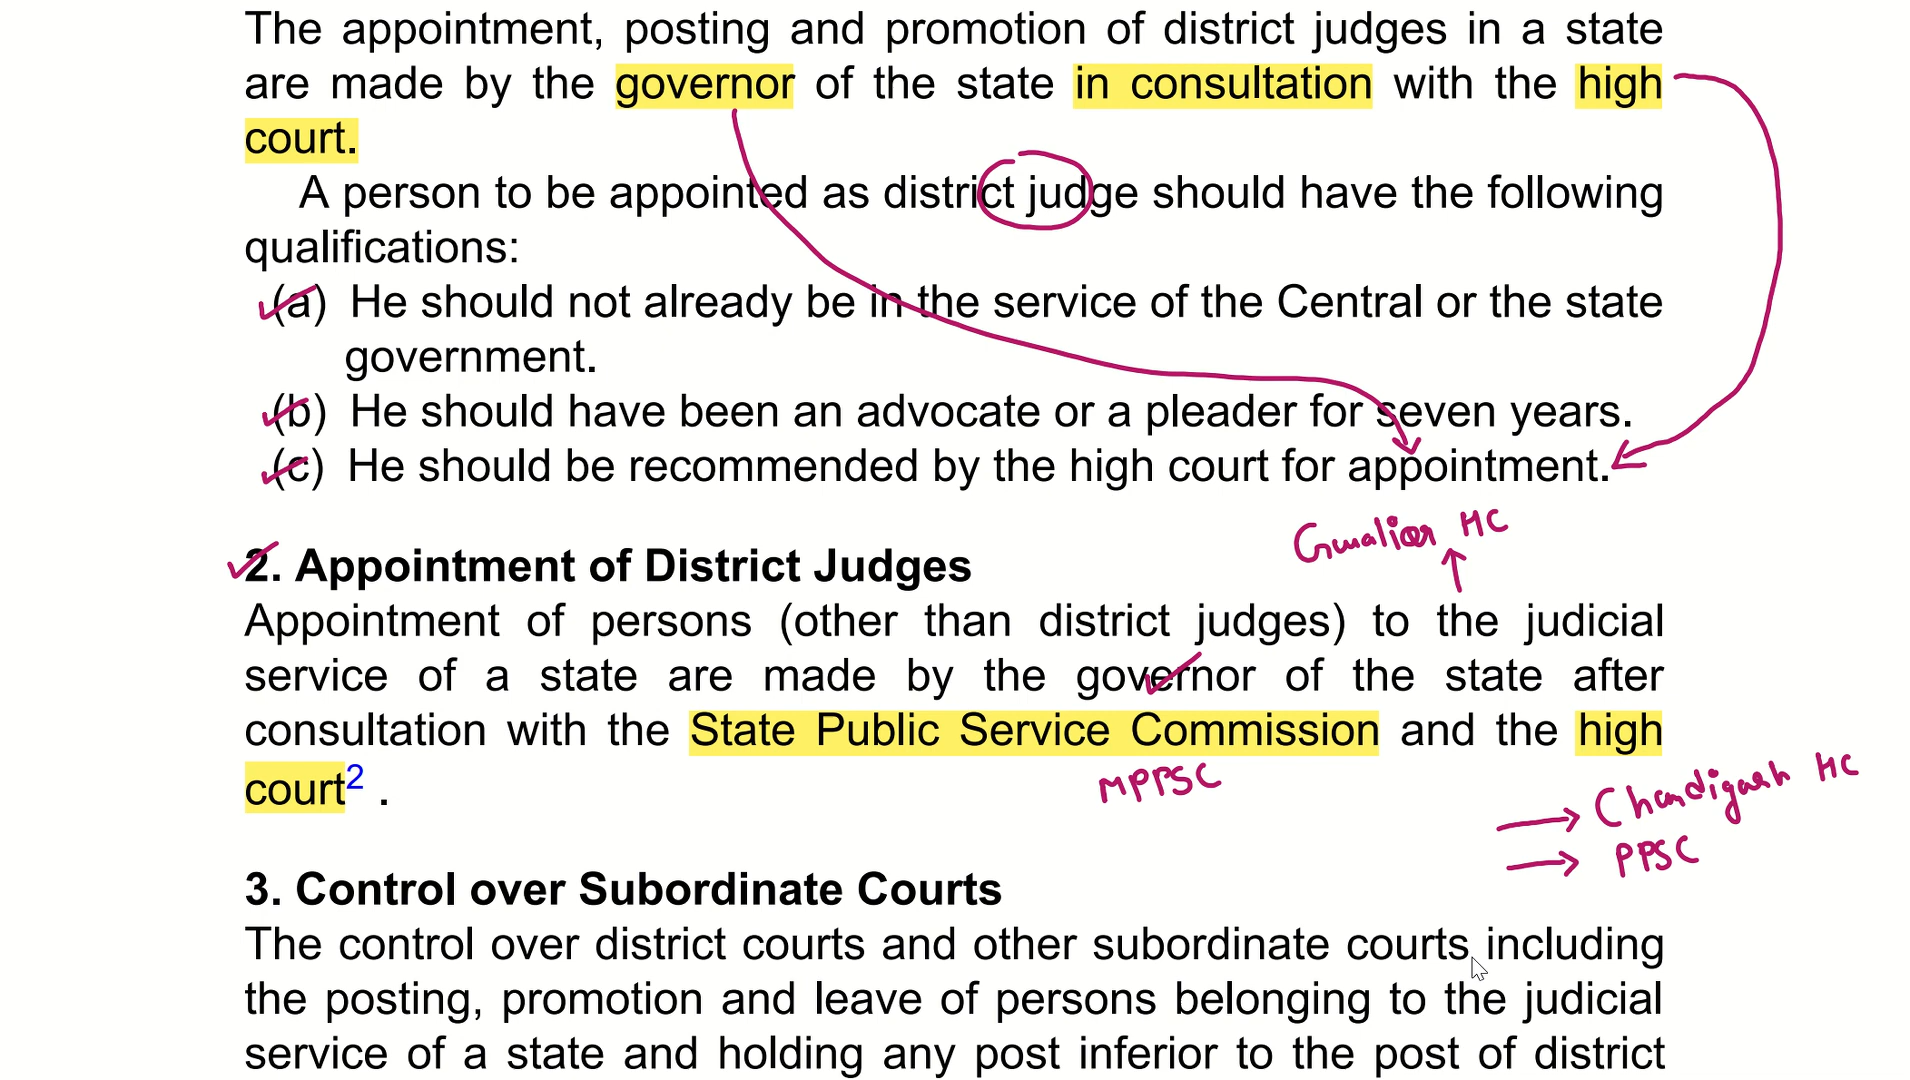 The appointment, posting and promotion of district judges in a state
are made by the governor of the state in consultation with the high
court.
A person to be appointed as district judge should have the following
qualifications:
(a) He should not already be in the service of the Central or the state
government.
(b) He should have been an advocate or a pleader for seven years.
(c) He should be recommended by the high court for appointment.
Gwalior HC
2. Appointment of District Judges
Appointment of persons (other than district judges) to the judicial
service of a state are made by the governor of the state after
consultation with the State Public Service Commission and the high
court2 .
MPPSC
Chandigarh HC
PPSC
3. Control over Subordinate Courts
The control over district courts and other subordinate courts including
the posting, promotion and leave of persons belonging to the judicial
service of a state and holding any post inferior to the post of district